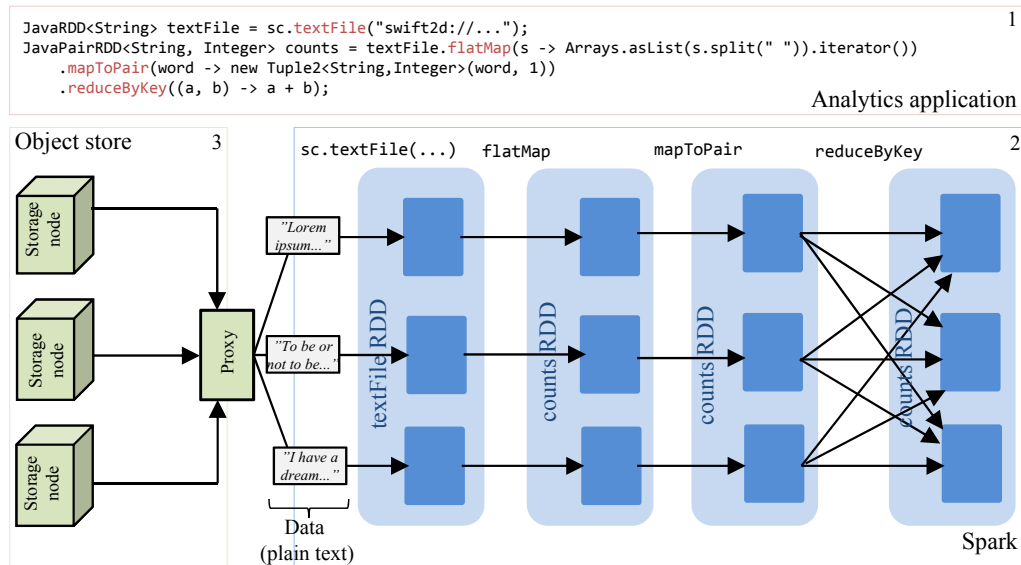 JavaRDD<String> textFile = sc.textFile("swift2d://...");
JavaPairRDD<String, Integer> counts = textFile.flatMap(s -> Arrays.asList(s.split(" ")).iterator())
.mapToPair(word -> new Tuple2<String,Integer>(word, 1))
.reduceByKey((a, b) -> a + b);
1
Analytics application
Object store
3
2
sc.textFile(...)
flatMap
mapToPair
reduceByKey
Storage
node
Storage
node
Storage
node
Proxy
"Lorem
ipsum..."
"To be or
not to be..."
"I have a
dream..."
textFile RDD
counts RDD
counts RDD
counts RDD
Data
(plain text)
Spark